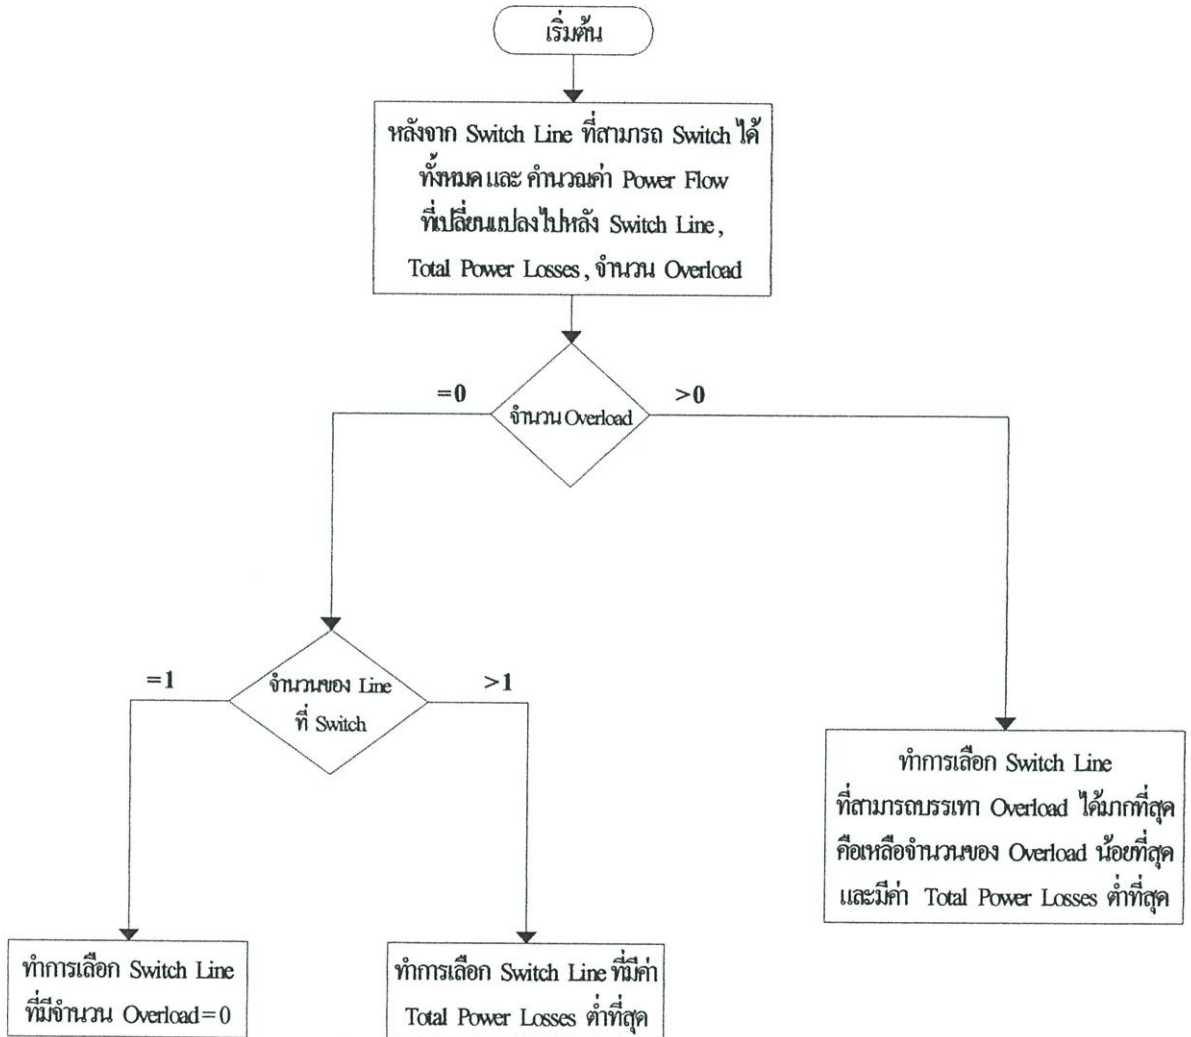 เริ่มต้น
หลังจาก Switch Line ที่สามารถ Switch ได้
ทั้งหมด และ คำนวณค่า Power Flow
ที่เปลี่ยนแปลงไปหลัง Switch Line ,
Total Power Losses , จำนวน Overload
=0
>0
จำนวน Overload
=1
>1
จำนวนของ Line
ที่ Switch
ทำการเลือก Switch Line
ที่สามารถบรรเทา Overload ได้มากที่สุด
คือเหลือจำนวนของ Overload น้อยที่สุด
และมีค่า Total Power Losses ต่ำที่สุด
ทำการเลือก Switch Line
ที่มีจำนวน Overload=0
ทำการเลือก Switch Line ที่มีค่า
Total Power Losses ต่ำที่สุด